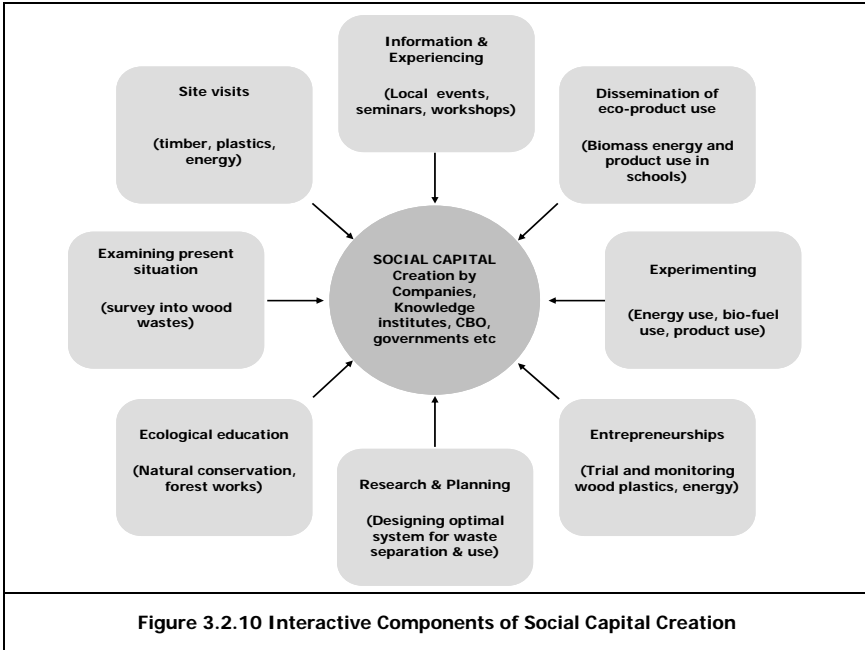 Information &
Experiencing
(Local events,
seminars, workshops)
Site visits
(timber, plastics,
energy)
Dissemination of
eco-product use
(Biomass energy and
product use in
schools)
Examining present
situation
(survey into wood
wastes)
SOCIAL CAPITAL
Creation by
Companies,
Knowledge
institutes, CBO,
governments etc
Experimenting
(Energy use, bio-fuel
use, product use)
Ecological education
(Natural conservation,
forest works)
Research & Planning
(Designing optimal
system for waste
separation & use)
Entrepreneurships
(Trial and monitoring
wood plastics, energy)
Figure 3.2.10 Interactive Components of Social Capital Creation